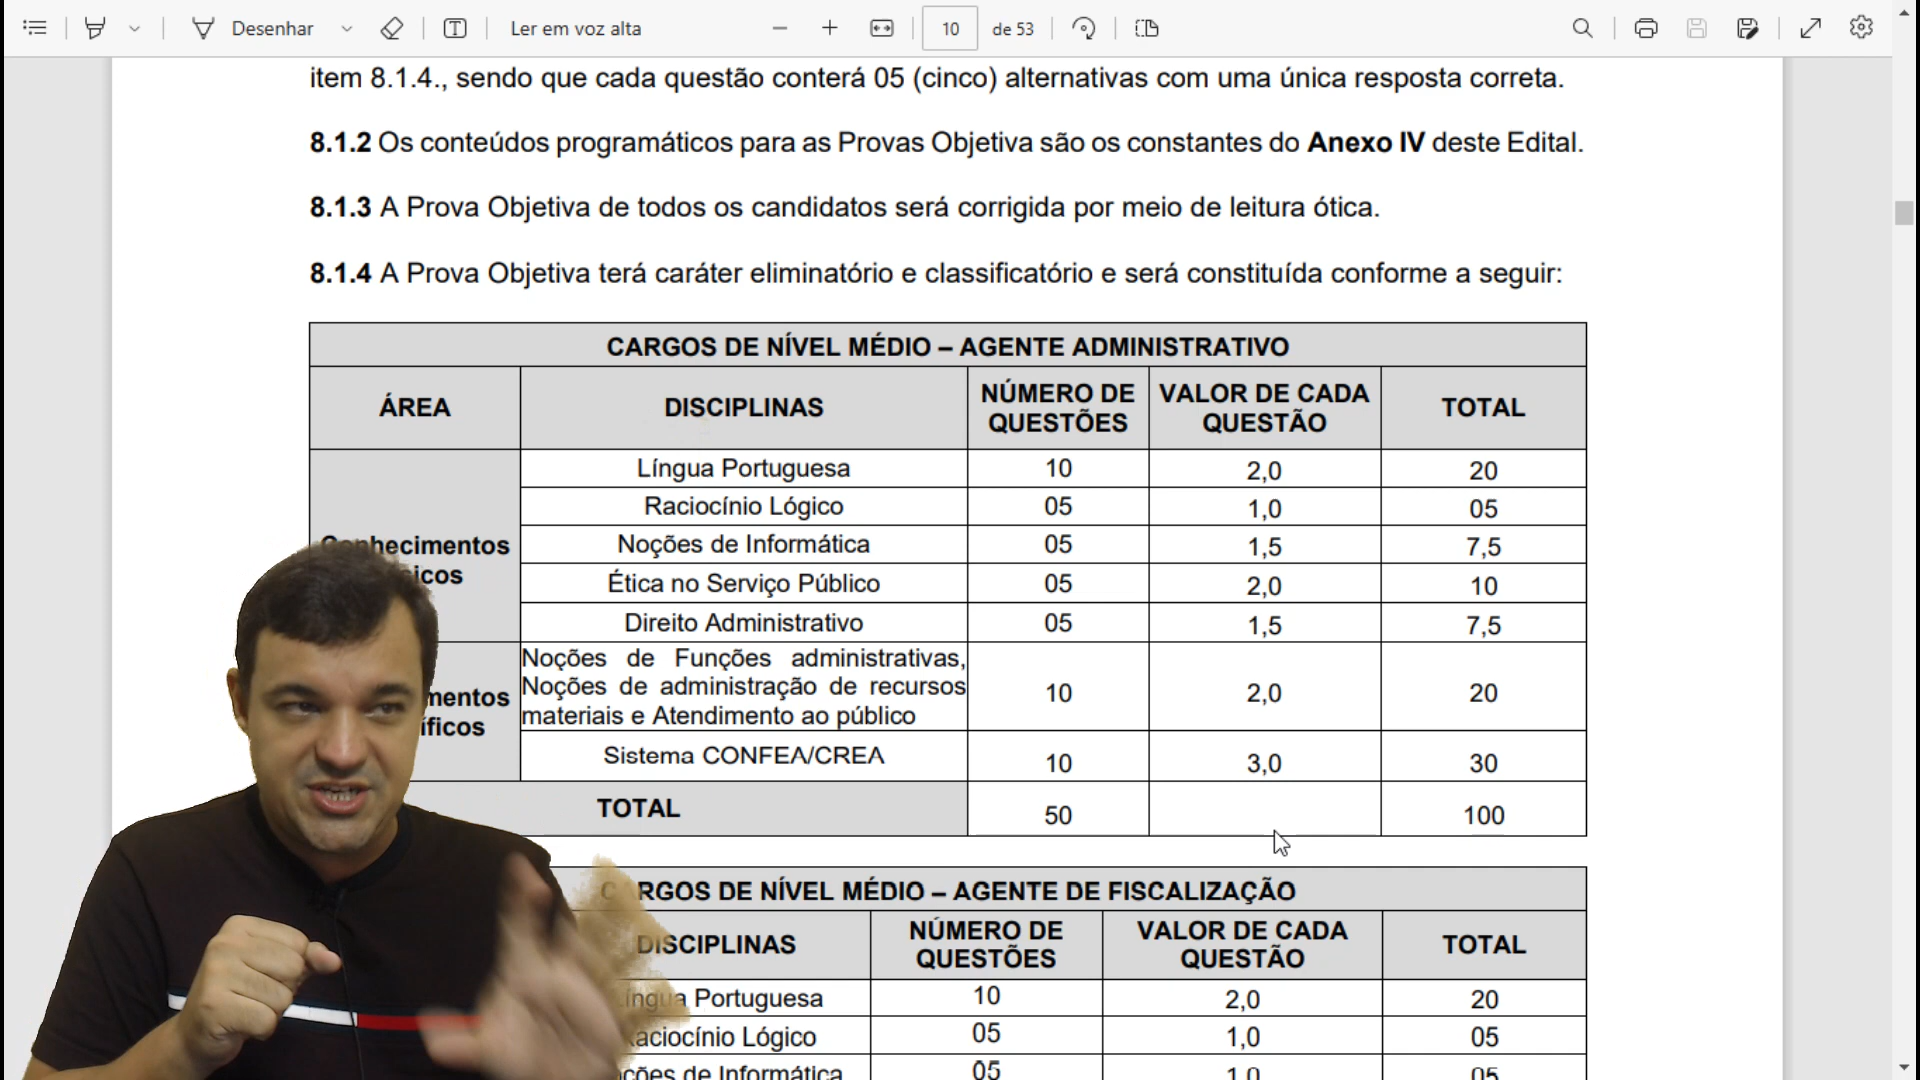 Desenhar
Ler em voz alta
10 de 53
item 8.1.4., sendo que cada questão conterá 05 (cinco) alternativas com uma única resposta correta.
8.1.2 Os conteúdos programáticos para as Provas Objetiva são os constantes do Anexo IV deste Edital.
8.1.3 A Prova Objetiva de todos os candidatos será corrigida por meio de leitura ótica.
8.1.4 A Prova Objetiva terá caráter eliminatório e classificatório e será constituída conforme a seguir:
CARGOS DE NÍVEL MÉDIO – AGENTE ADMINISTRATIVO
ÁREA DISCIPLINAS NÚMERO DE QUESTÕES VALOR DE CADA QUESTÃO TOTAL
Conhecimentos
Língua Portuguesa 10 2,0 20
Raciocínio Lógico 05 1,0 05
Noções de Informática 05 1,5 7,5
Ética no Serviço Público 05 2,0 10
Direito Administrativo 05 1,5 7,5
Noções de Funções administrativas,
Noções de administração de recursos
materiais e Atendimento ao público 10 2,0 20
Sistema CONFEA/CREA 10 3,0 30
TOTAL 50 100
CARGOS DE NÍVEL MÉDIO – AGENTE DE FISCALIZAÇÃO
DISCIPLINAS NÚMERO DE QUESTÕES VALOR DE CADA QUESTÃO TOTAL
Língua Portuguesa 10 2,0 20
Raciocínio Lógico 05 1,0 05
de Informática 05 1,0 05